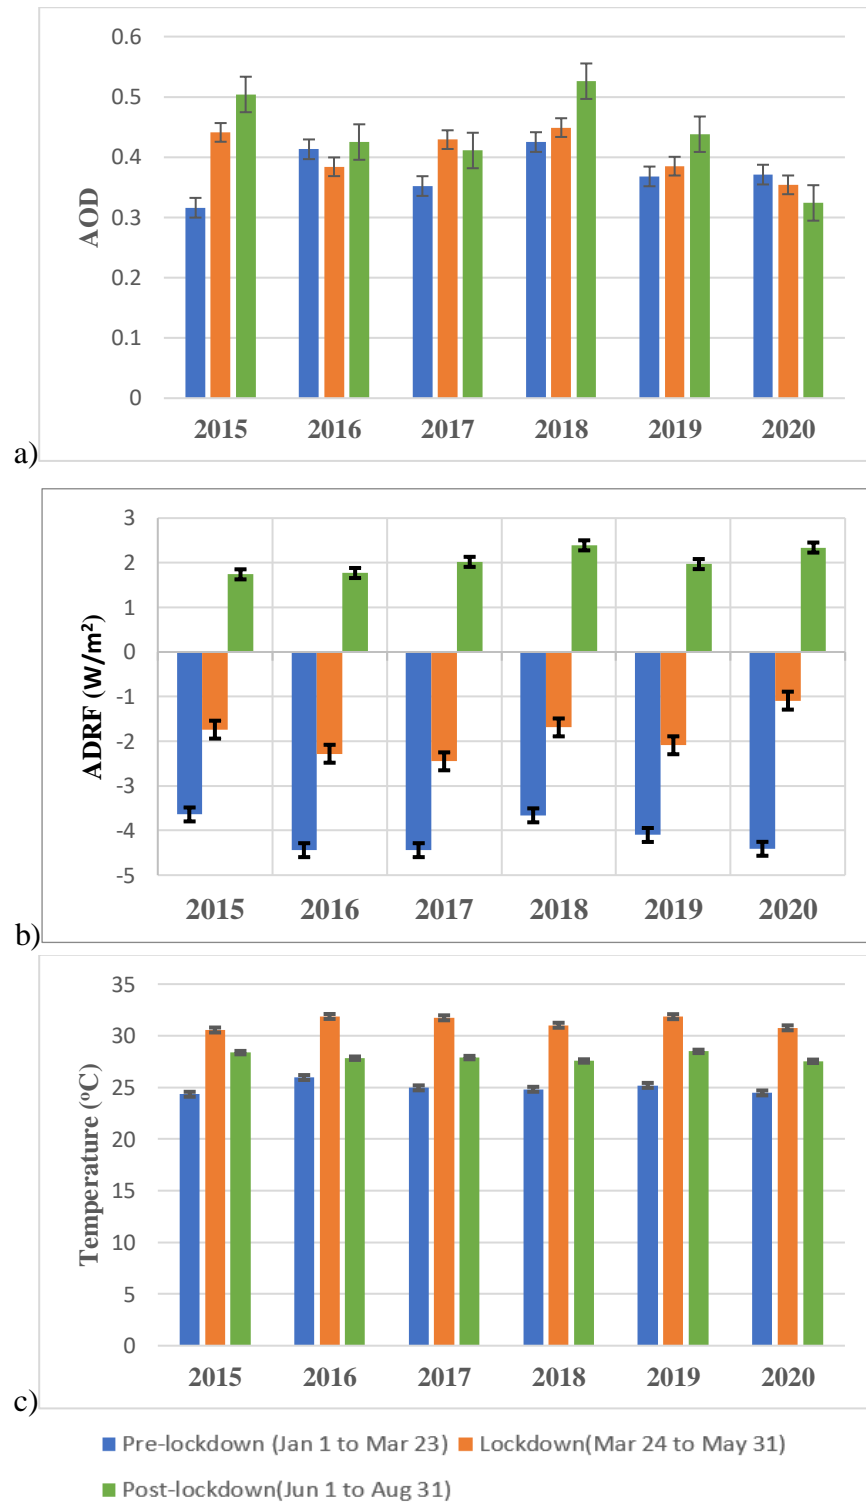 0.6
0.5
0.4
0.3
0.2
0.1
0
AOD
2015 2016 2017 2018 2019 2020
a)
3
2
1
0
-1
-2
-3
-4
-5
ADRF (W/m²)
2015 2016 2017 2018 2019 2020
b)
35
30
25
20
15
10
5
0
Temperature (°C)
2015 2016 2017 2018 2019 2020
c)
Pre-lockdown (Jan 1 to Mar 23) Lockdown(Mar 24 to May 31)
Post-lockdown(Jun 1 to Aug 31)